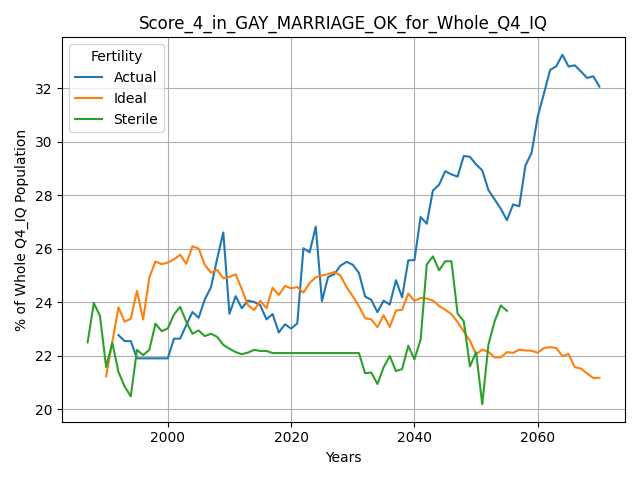 Score_4_in_GAY_MARRIAGE_OK_for_Whole_Q4_IQ
Fertility
Actual
Ideal
Sterile
% of Whole Q4_IQ Population
32
30
28
26
24
22
20
2000
2020
2040
2060
Years